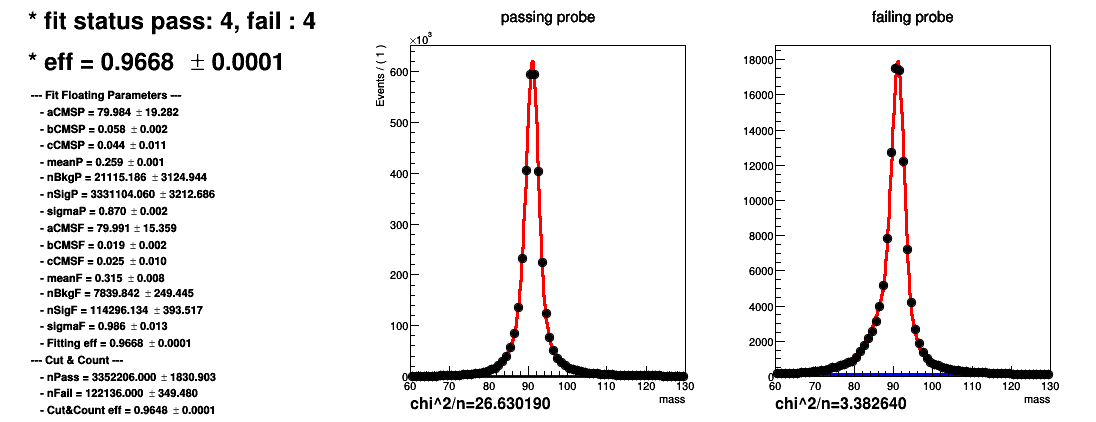 * fit status pass: 4, fail : 4
* eff = 0.9668 ± 0.0001
--- Fit Floating Parameters ---
- aCMSP = 79.984 ± 19.282
- bCMSP = 0.058 ± 0.002
- cCMSP = 0.044 ± 0.011
- meanP = 0.259 ± 0.001
- nBkgP = 21115.186 ± 3124.944
- nSigP = 3331104.060 ± 3212.686
- sigmaP = 0.870 ± 0.002
- aCMSF = 79.991 ± 15.359
- bCMSF = 0.019 ± 0.002
- cCMSF = 0.025 ± 0.010
- meanF = 0.315 ± 0.008
- nBkgF = 7839.842 ± 249.445
- nSigF = 114296.134 ± 393.517
- sigmaF = 0.986 ± 0.013
- Fitting eff = 0.9668 ± 0.0001
--- Cut & Count ---
- nPass = 3352206.000 ± 1830.903
- nFail = 122136.000 ± 349.480
- Cut&Count eff = 0.9648 ± 0.0001
passing probe
×10³
Events / ( 1 )
600
500
400
300
200
100
0
60 70 80 90 100 110 120 130
mass
chi^2/n=26.630190
failing probe
18000
16000
14000
12000
10000
8000
6000
4000
2000
0
60 70 80 90 100 110 120 130
mass
chi^2/n=3.382640